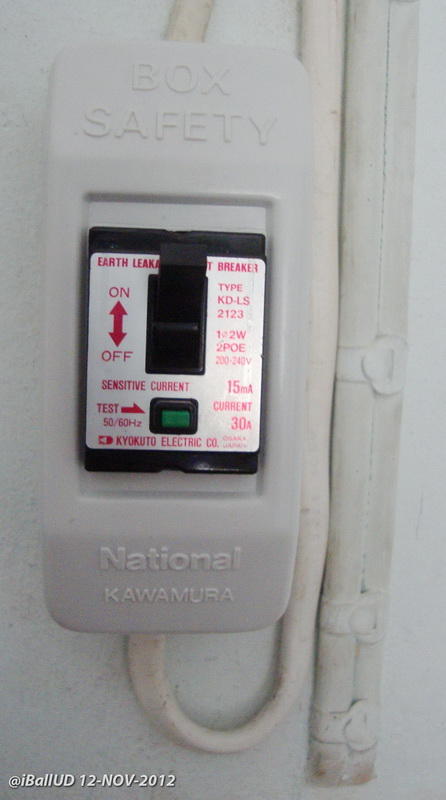 BOX
SAFETY
EARTH LEAKA T BREAKER
ON
OFF
TYPE
KD-LS
2123
1φ2W
2POE
200-240V
SENSITIVE CURRENT 15mA
TEST
50/60Hz
CURRENT
30A
KYOKUTO ELECTRIC CO. OSAKA JAPAN
National
KAWAMURA
@iBallUD 12-NOV-2012